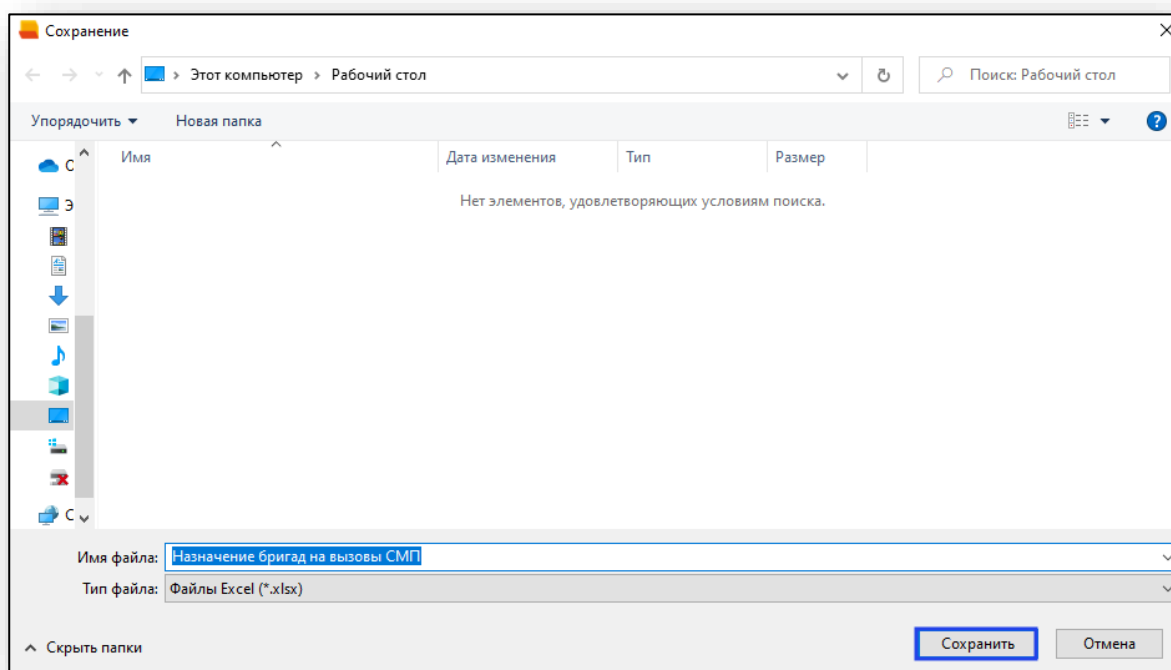 Сохранение
Этот компьютер › Рабочий стол
Поиск: Рабочий стол
Упорядочить
Новая папка
?
Имя
Дата изменения
Тип
Размер
Нет элементов, удовлетворяющих условиям поиска.
О
Э
С
Имя файла: Назначение бригад на вызовы СМП
Тип файла: Файлы Excel (*.xlsx)
Скрыть папки
Сохранить
Отмена